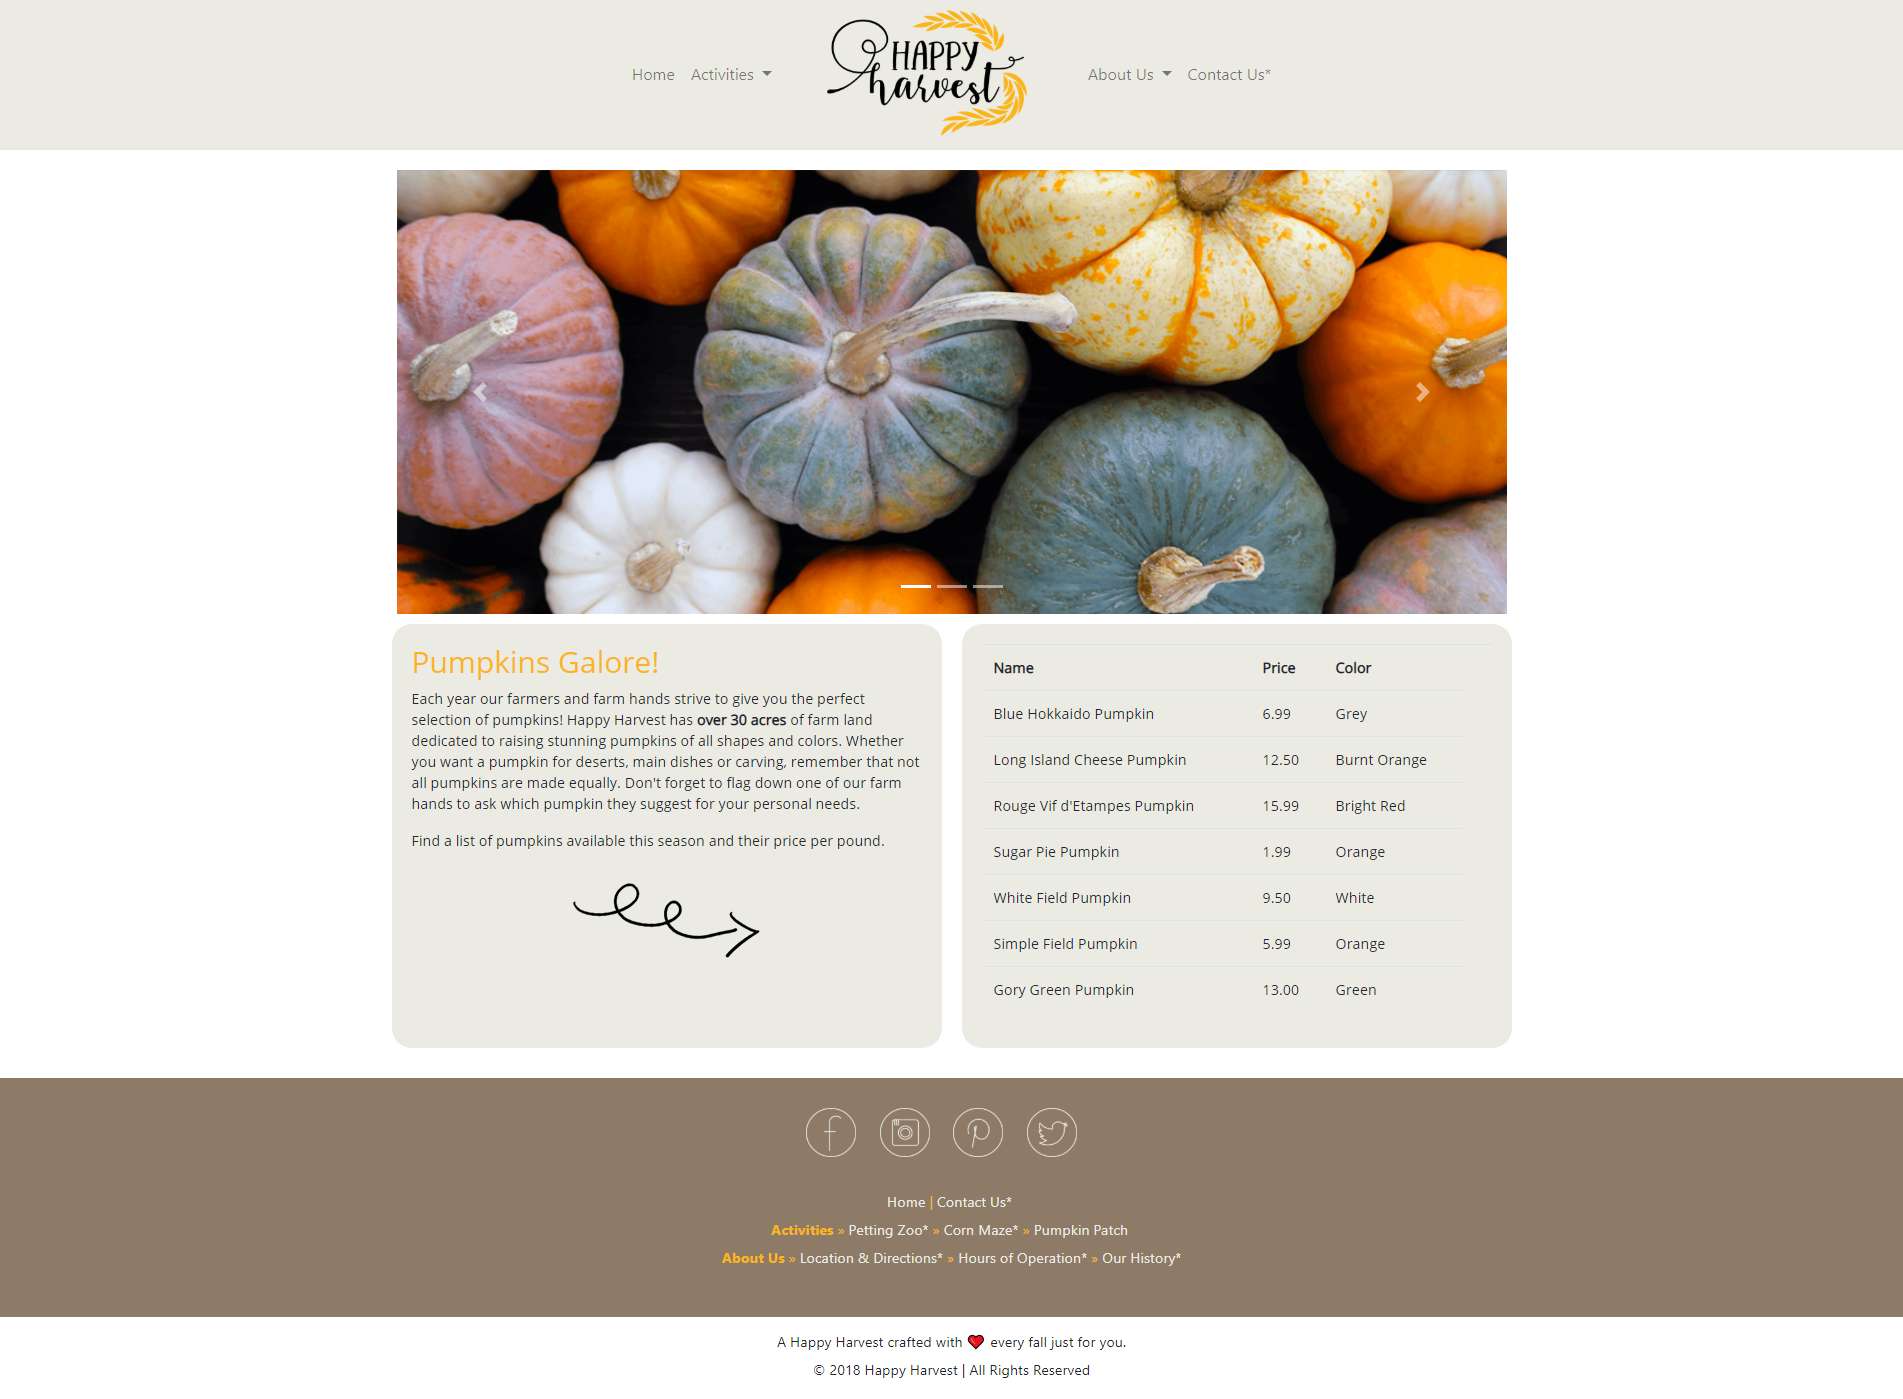 Home Activities
HAPPY
harvest
About Us Contact Us*
Pumpkins Galore!
Each year our farmers and farm hands strive to give you the perfect
selection of pumpkins! Happy Harvest has over 30 acres of farm land
dedicated to raising stunning pumpkins of all shapes and colors. Whether
you want a pumpkin for deserts, main dishes or carving, remember that not
all pumpkins are made equally. Don't forget to flag down one of our farm
hands to ask which pumpkin they suggest for your personal needs.
Find a list of pumpkins available this season and their price per pound.
Name Price Color
Blue Hokkaido Pumpkin 6.99 Grey
Long Island Cheese Pumpkin 12.50 Burnt Orange
Rouge Vif d'Etampes Pumpkin 15.99 Bright Red
Sugar Pie Pumpkin 1.99 Orange
White Field Pumpkin 9.50 White
Simple Field Pumpkin 5.99 Orange
Gory Green Pumpkin 13.00 Green
Home | Contact Us*
Activities » Petting Zoo* » Corn Maze* » Pumpkin Patch
About Us » Location & Directions* » Hours of Operation* » Our History*
A Happy Harvest crafted with ❤ every fall just for you.
© 2018 Happy Harvest | All Rights Reserved